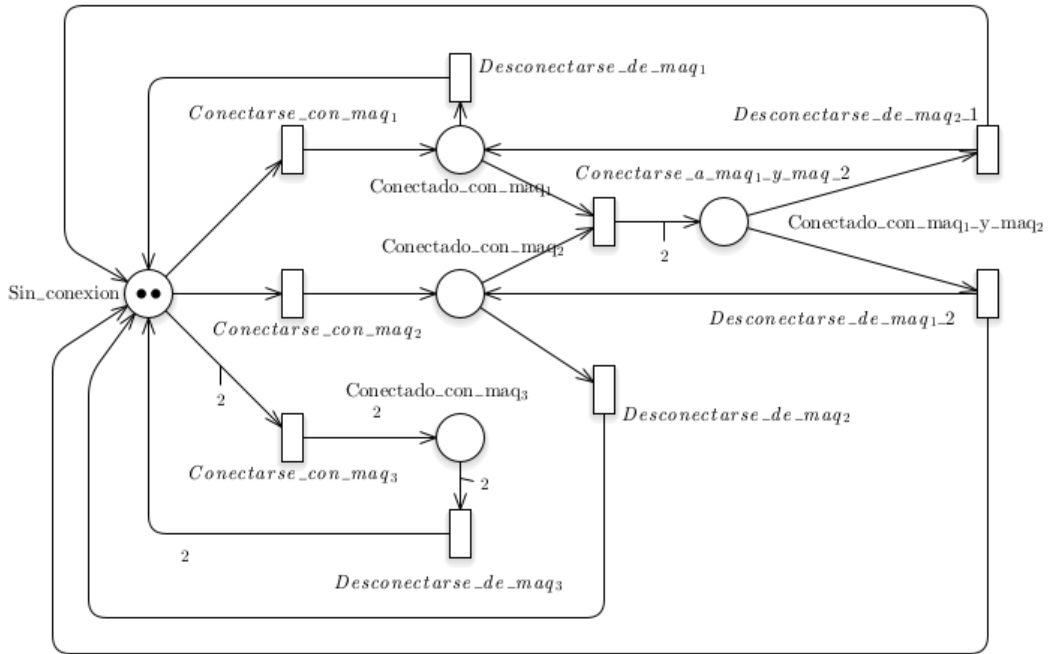 Desconectarse_de_maq₁
Conectarse_con_maq₁
Desconectarse_de_maq₂_1
Conectarse_a_maq₁_y_maq_2
Conectado_con_maq₁
Conectado_con_maq₁_y_maq₂
Conectado_con_maq₂
2
Sin_conexion
Desconectarse_de_maq₁_2
Conectarse_con_maq₂
Conectado_con_maq₃
2
2
Desconectarse_de_maq₂
Conectarse_con_maq₃
2
2
Desconectarse_de_maq₃